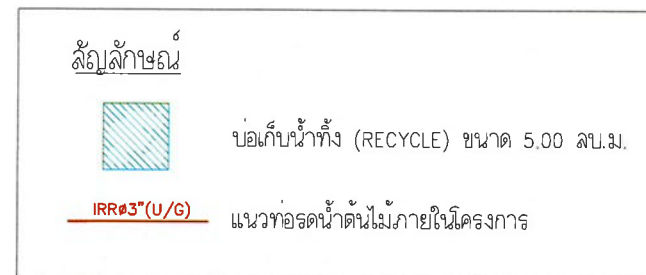 สัญลักษณ์
บ่อเก็บน้ำทิ้ง (RECYCLE) ขนาด 5.00 ลบ.ม.
IRRø3"(U/G) แนวท่อรดน้ำต้นไม้ภายในโครงการ